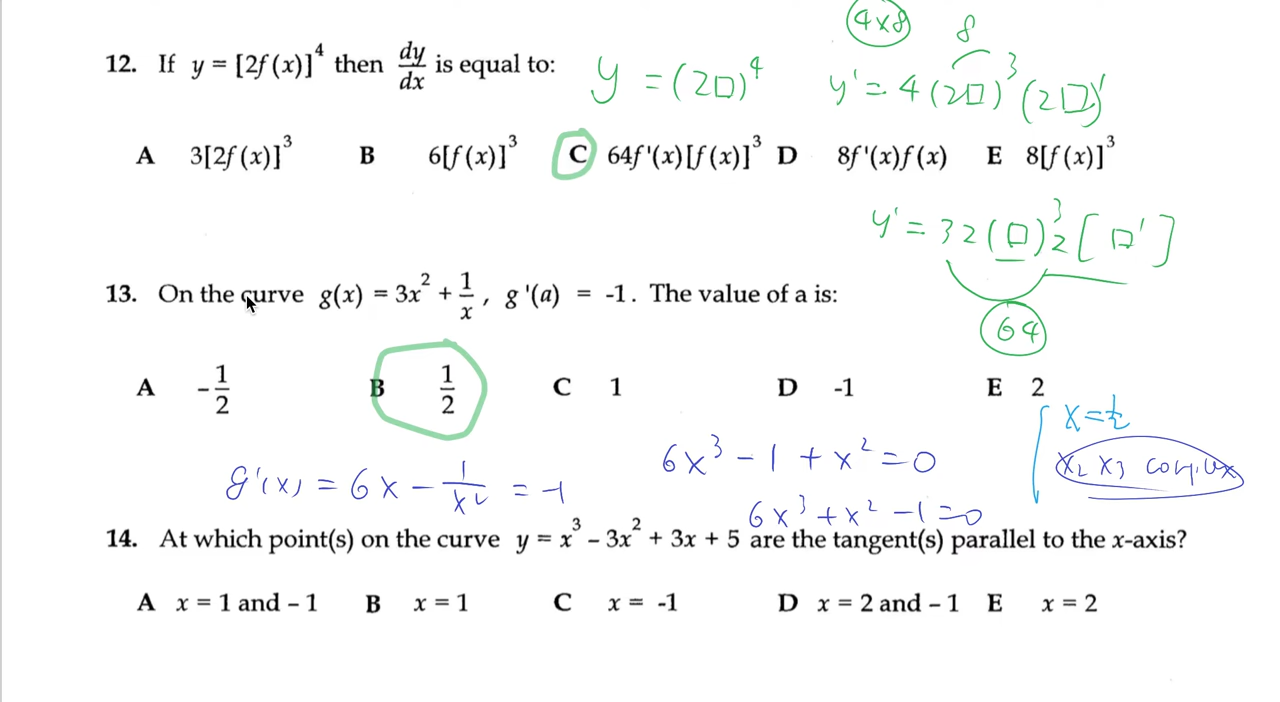 4x8
8
12. If y = [2f(x)]^4 then dy/dx is equal to:
y = (2□)^4
y' = 4(2□)^3 (2□)'
A 3[2f(x)]^3 B 6[f(x)]^3 C 64f'(x)[f(x)]^3 D 8f'(x)f(x) E 8[f(x)]^3
y' = 32(□)^3 2[□']
64
13. On the curve g(x) = 3x^2 + 1/x, g'(a) = -1. The value of a is:
A -1/2 B 1/2 C 1 D -1 E 2
x = 1/2
x2 x3 complex
6x^3 - 1 + x^2 = 0
g'(x) = 6x - 1/x^2 = -1
6x^3 + x^2 - 1 = 0
14. At which point(s) on the curve y = x^3 - 3x^2 + 3x + 5 are the tangent(s) parallel to the x-axis?
A x = 1 and - 1 B x = 1 C x = -1 D x = 2 and - 1 E x = 2